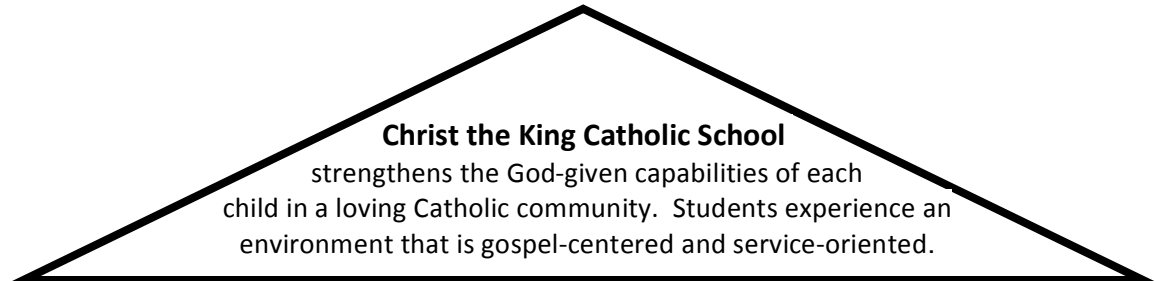 Christ the King Catholic School
strengthens the God-given capabilities of each
child in a loving Catholic community.  Students experience an
environment that is gospel-centered and service-oriented.